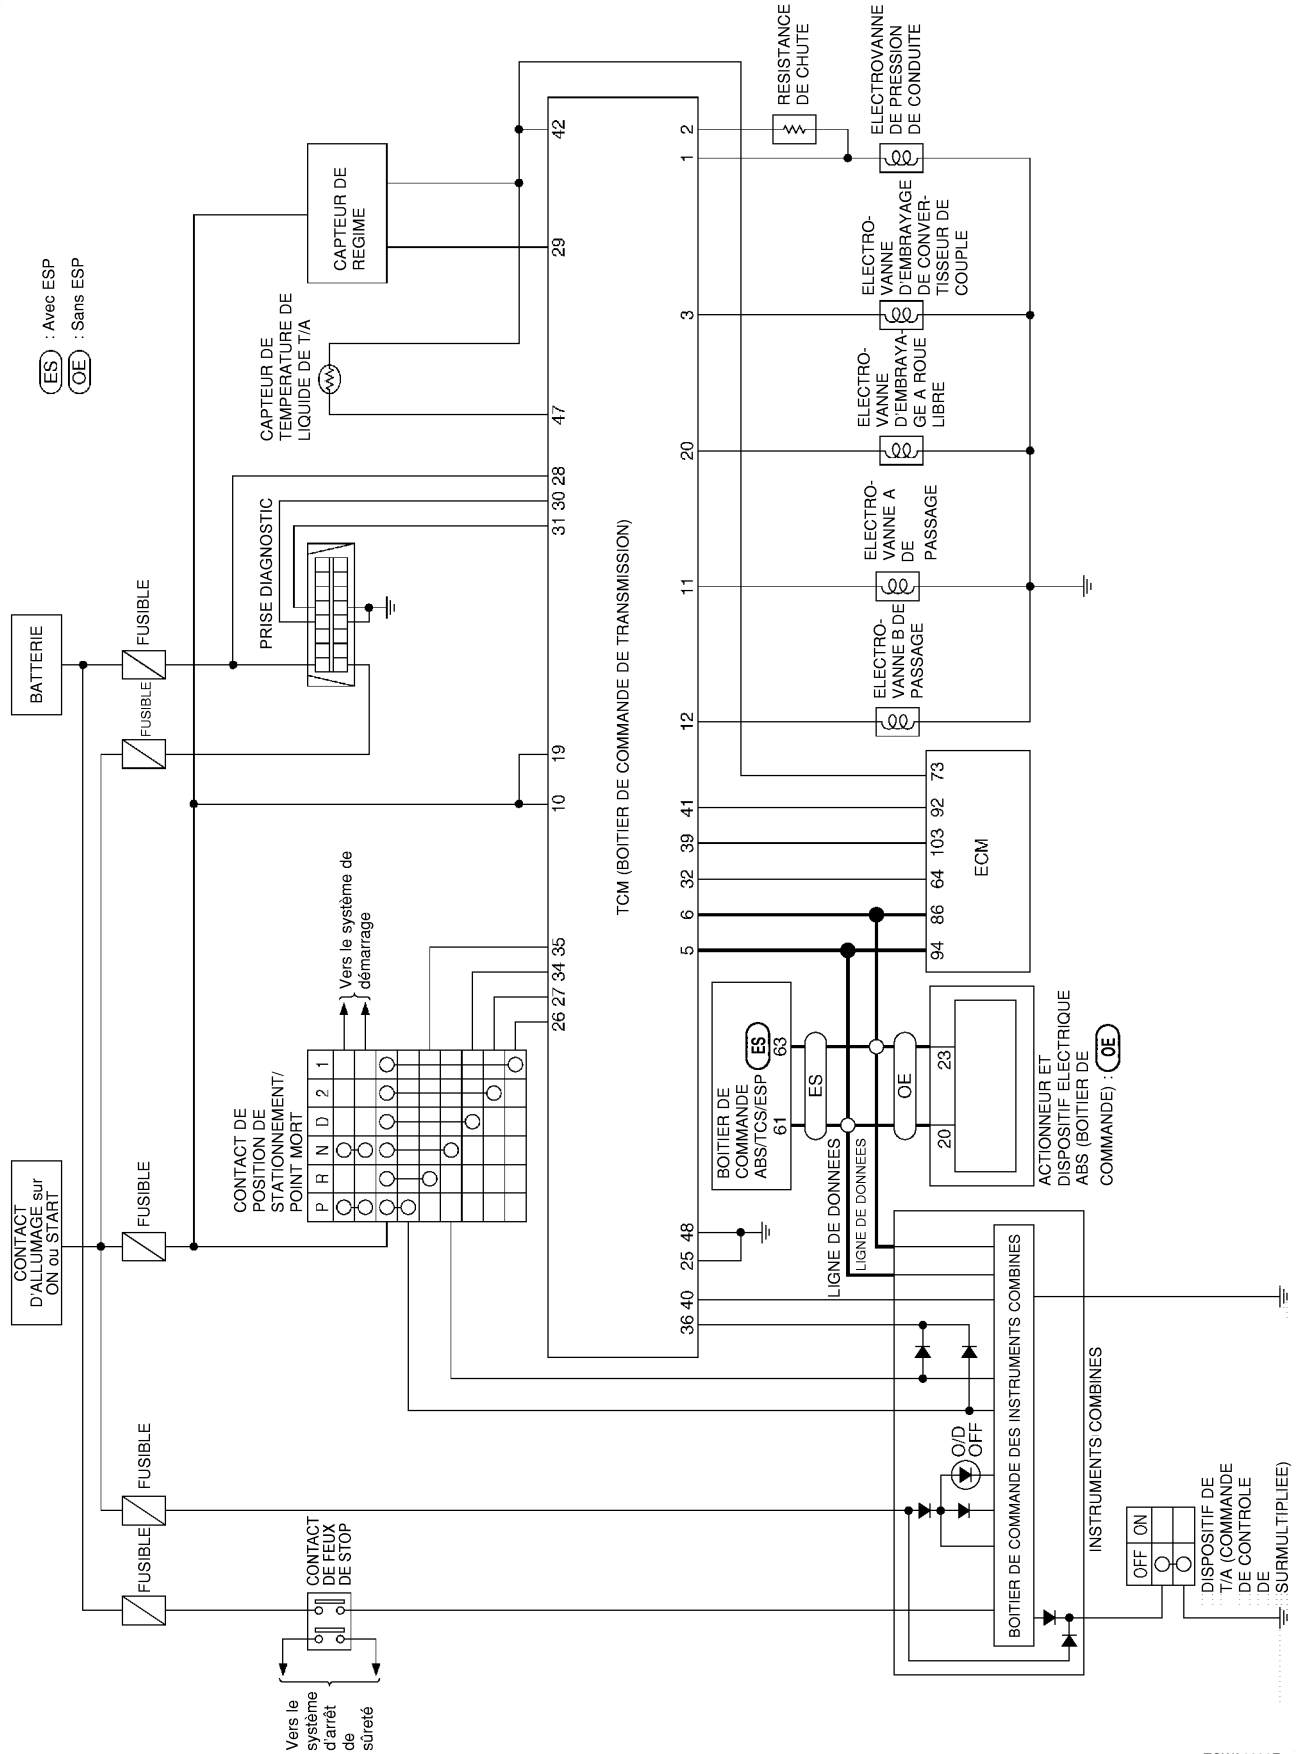 BATTERIE
CONTACT
D'ALLUMAGE sur
ON ou START
FUSIBLE
FUSIBLE
FUSIBLE
FUSIBLE
FUSIBLE
ES : Avec ESP
OE : Sans ESP
CONTACT
DE FEUX
DE STOP
Vers le
système
d'arrêt
de
sûreté
CONTACT DE
POSITION DE
STATIONNEMENT/
POINT MORT
P R N D 2 1
Vers le système de
démarrage
PRISE DIAGNOSTIC
CAPTEUR DE
TEMPERATURE DE
LIQUIDE DE T/A
CAPTEUR DE
REGIME
26 27 34 35 10 19 31 30 28 47 29 42
TCM (BOITIER DE COMMANDE DE TRANSMISSION)
36 40 25 48 5 6 32 39 41 12 11 20 3 1 2
RESISTANCE
DE CHUTE
BOITIER DE
COMMANDE
ABS/TCS/ESP ES
61 63
ES
OE
LIGNE DE DONNEES
LIGNE DE DONNEES
20 23
ACTIONNEUR ET
DISPOSITIF ELECTRIQUE
ABS (BOITIER DE
COMMANDE) : OE
94 86 64 103 92 73
ECM
ELECTRO-
VANNE B DE
PASSAGE
ELECTRO-
VANNE A
DE
PASSAGE
ELECTRO-
VANNE
D'EMBRAYA-
GE A ROUE
LIBRE
ELECTRO-
VANNE
D'EMBRAYAGE
DE CONVER-
TISSEUR DE
COUPLE
ELECTROVANNE
DE PRESSION
DE CONDUITE
O/D
OFF
BOITIER DE COMMANDE DES INSTRUMENTS COMBINES
INSTRUMENTS COMBINES
OFF ON
DISPOSITIF DE
T/A (COMMANDE
DE CONTROLE
DE
SURMULTIPLIEE)